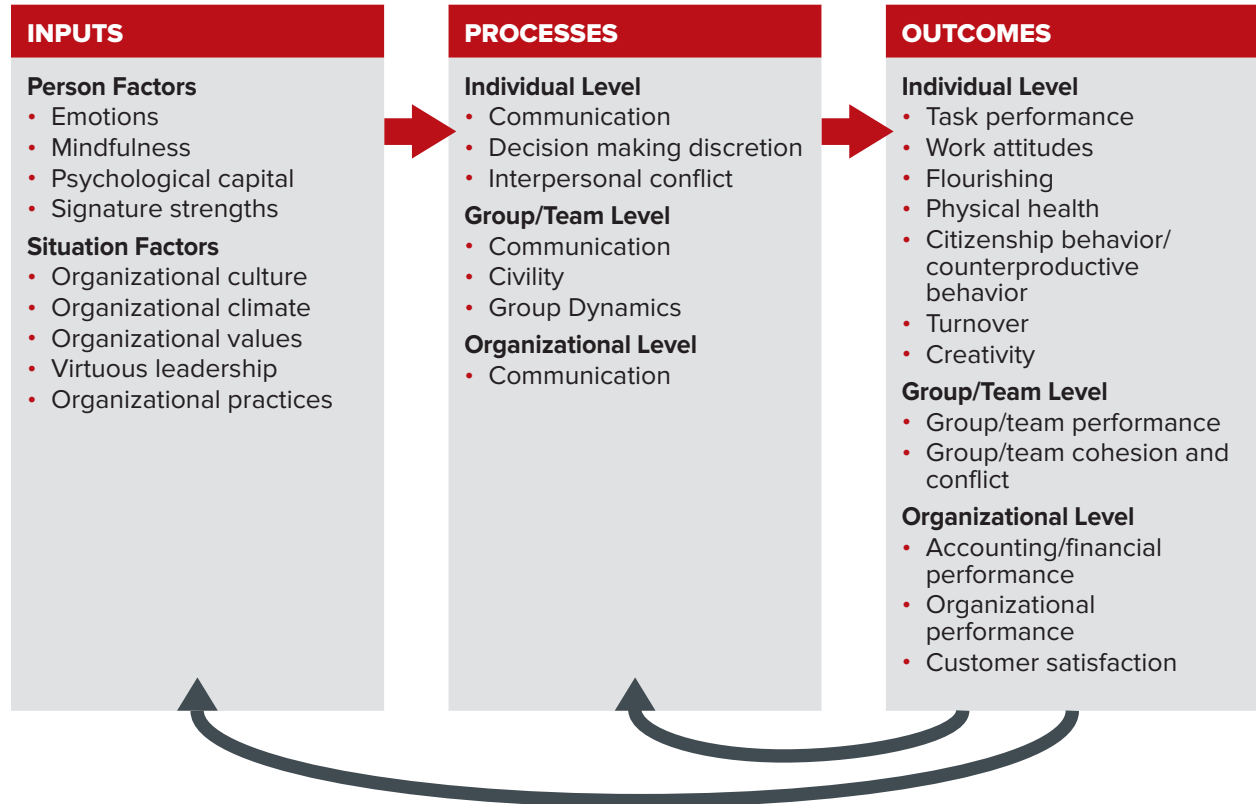 INPUTS
Person Factors
• Emotions
• Mindfulness
• Psychological capital
• Signature strengths
Situation Factors
• Organizational culture
• Organizational climate
• Organizational values
• Virtuous leadership
• Organizational practices
PROCESSES
Individual Level
• Communication
• Decision making discretion
• Interpersonal conflict
Group/Team Level
• Communication
• Civility
• Group Dynamics
Organizational Level
• Communication
OUTCOMES
Individual Level
• Task performance
• Work attitudes
• Flourishing
• Physical health
• Citizenship behavior/
counterproductive
behavior
• Turnover
• Creativity
Group/Team Level
• Group/team performance
• Group/team cohesion and
conflict
Organizational Level
• Accounting/financial
performance
• Organizational
performance
• Customer satisfaction